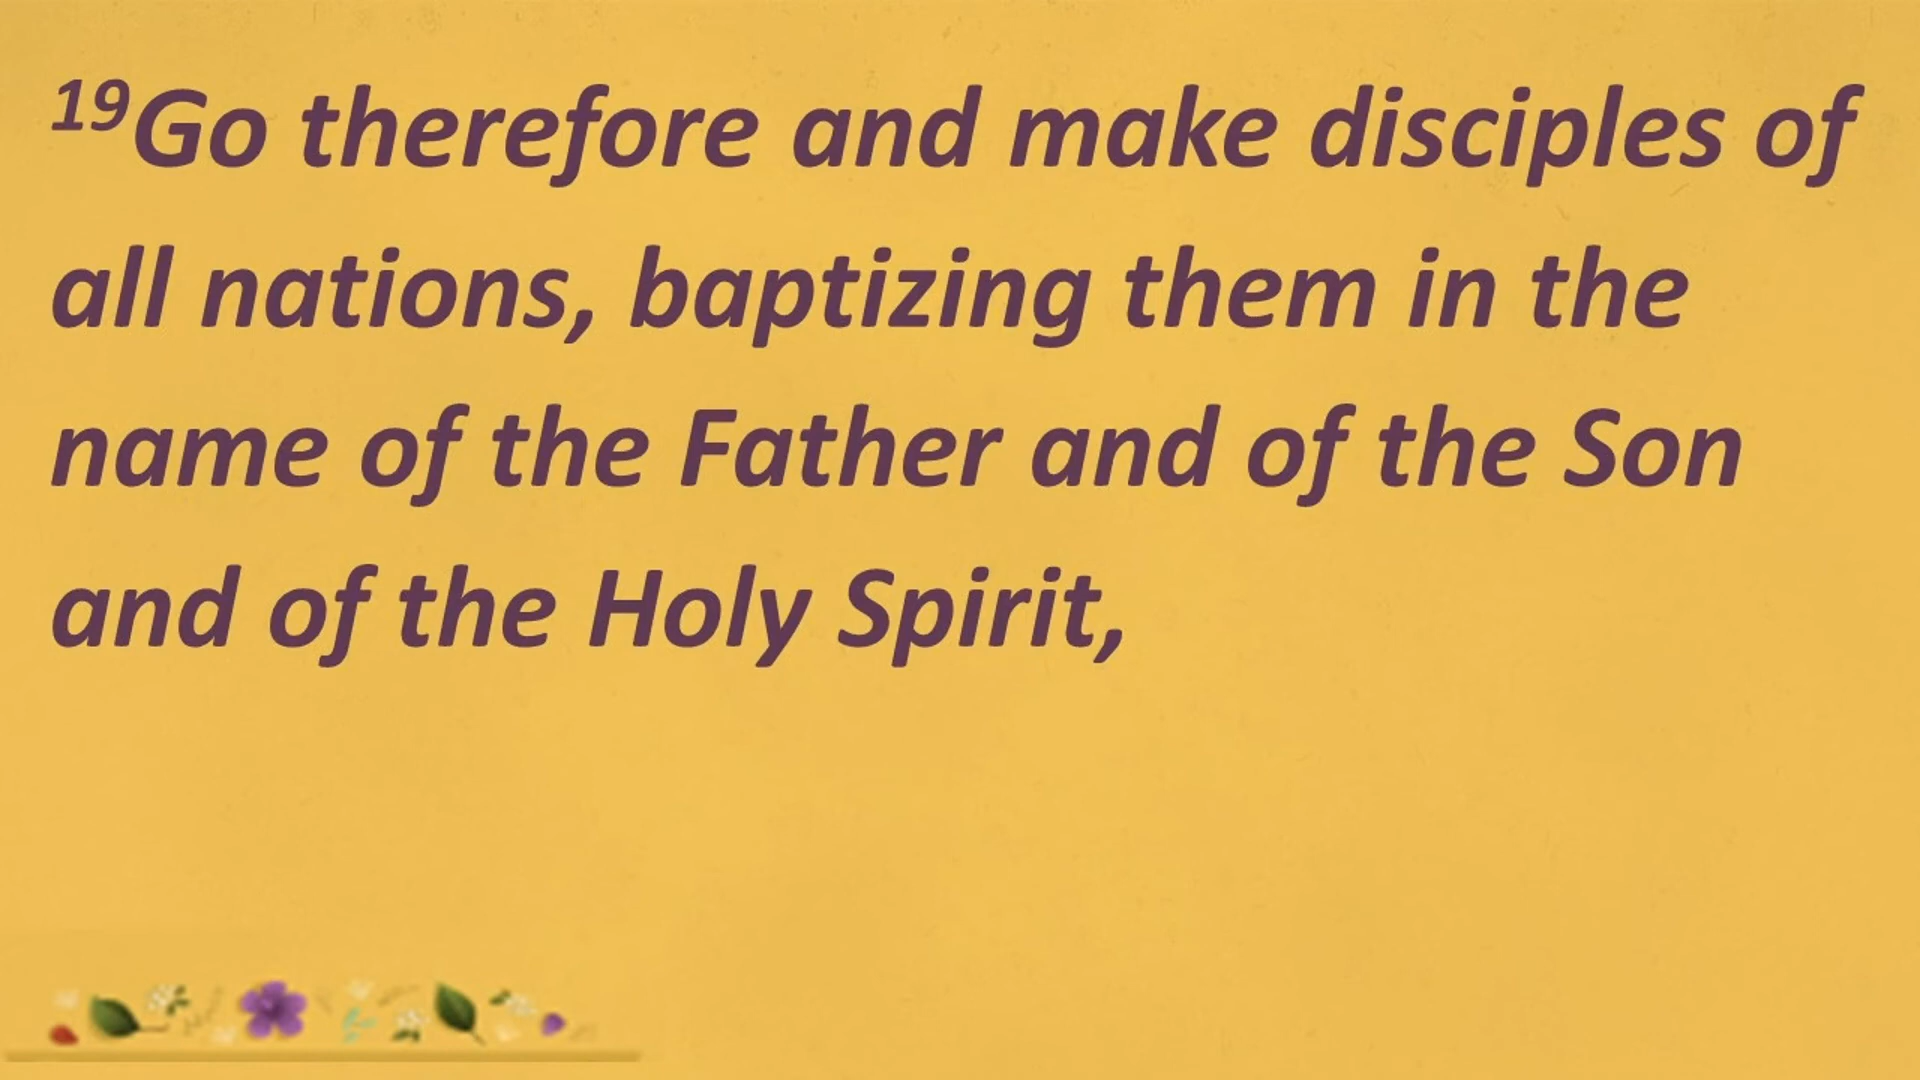 19Go therefore and make disciples of
all nations, baptizing them in the
name of the Father and of the Son
and of the Holy Spirit,